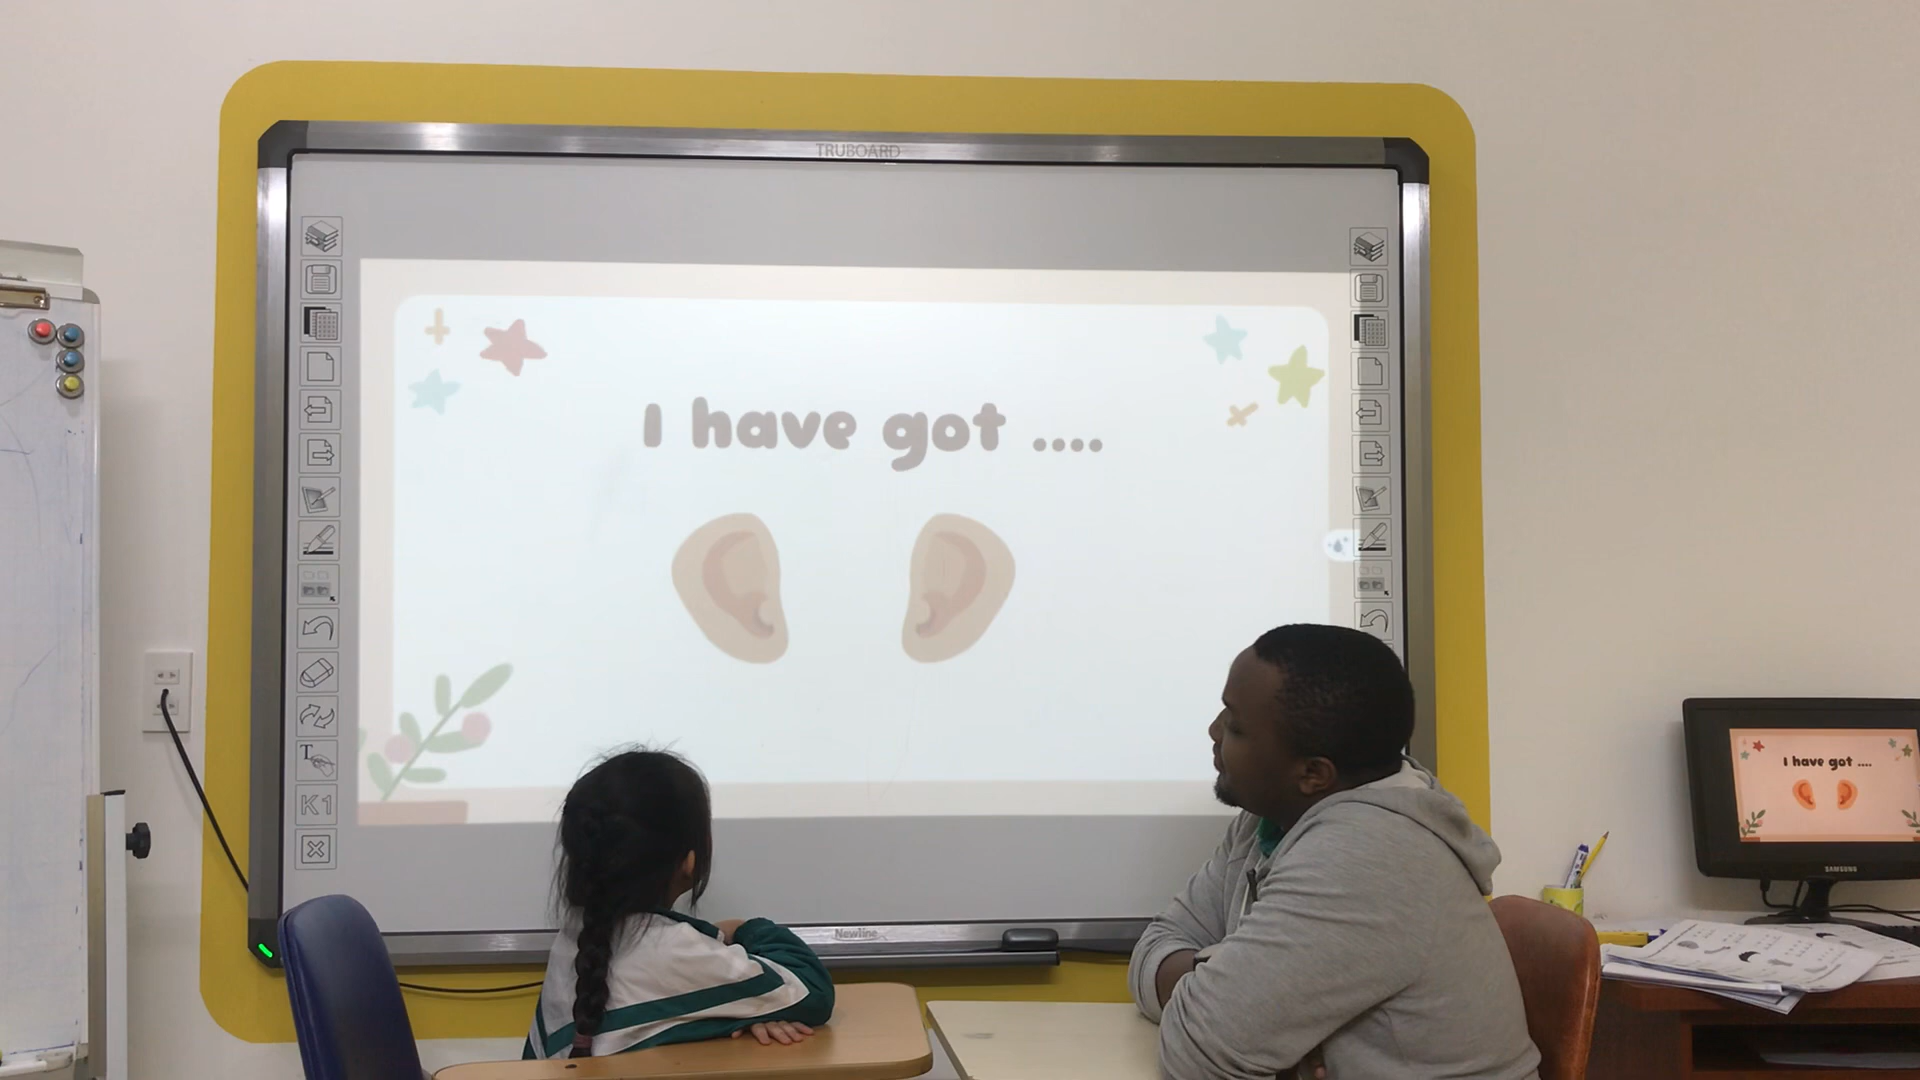 TRUBOARD
I have got ....
T
K1
Newline
I have got ....
SAMSUNG